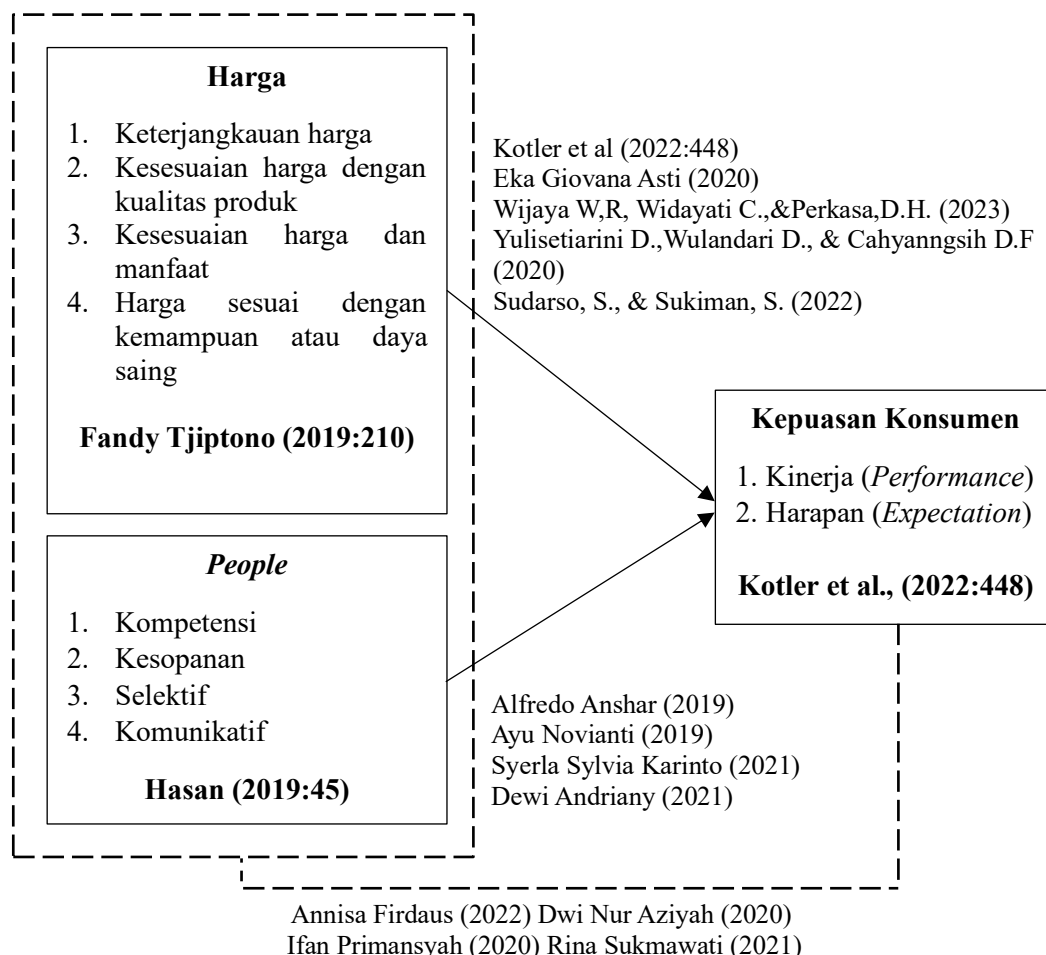 Harga
1. Keterjangkauan harga
2. Kesesuaian harga dengan
kualitas produk
3. Kesesuaian harga dan
manfaat
4. Harga sesuai dengan
kemampuan atau daya
saing
Fandy Tjiptono (2019:210)
Kotler et al (2022:448)
Eka Giovana Asti (2020)
Wijaya W,R, Widayati C.,&Perkasa,D.H. (2023)
Yulisetiarini D.,Wulandari D., & Cahyanngsih D.F
(2020)
Sudarso, S., & Sukiman, S. (2022)
Kepuasan Konsumen
1. Kinerja (Performance)
2. Harapan (Expectation)
Kotler et al., (2022:448)
People
1. Kompetensi
2. Kesopanan
3. Selektif
4. Komunikatif
Hasan (2019:45)
Alfredo Anshar (2019)
Ayu Novianti (2019)
Syerla Sylvia Karinto (2021)
Dewi Andriany (2021)
Annisa Firdaus (2022) Dwi Nur Aziyah (2020)
Ifan Primansyah (2020) Rina Sukmawati (2021)